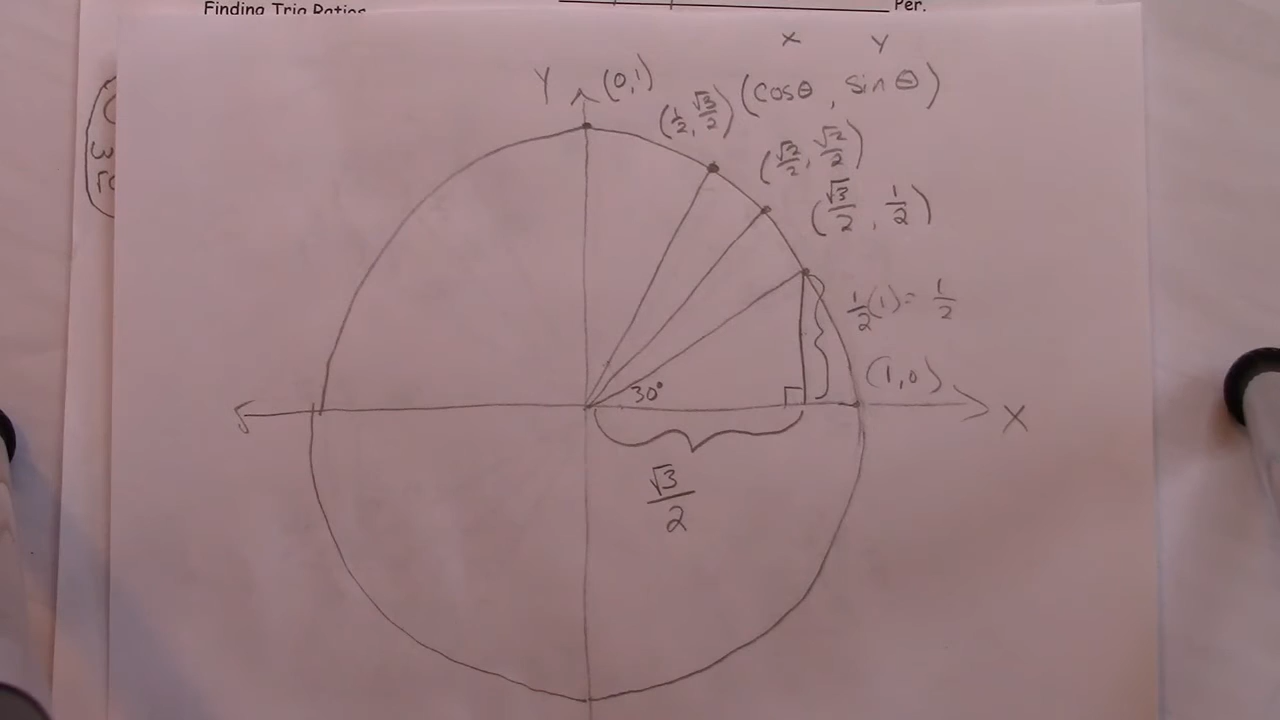 Finding Trig Ratios
Per.
X Y
Y (0,1) (cosθ, sinθ)
(1/2, √3/2)
(√2/2, √2/2)
(√3/2, 1/2)
1/2(1) = 1/2
(1,0)
30°
X
√3/2